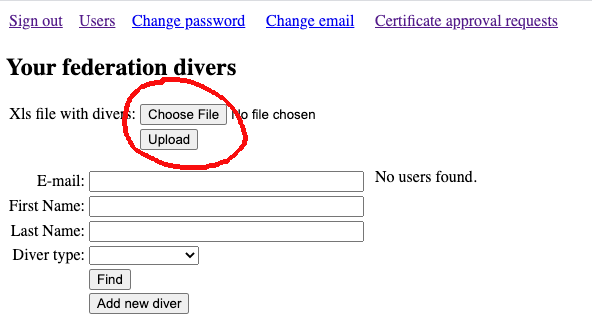 Sign out Users Change password Change email Certificate approval requests
Your federation divers
Xls file with divers: Choose File No file chosen
Upload
E-mail:
No users found.
First Name:
Last Name:
Diver type:
Find
Add new diver